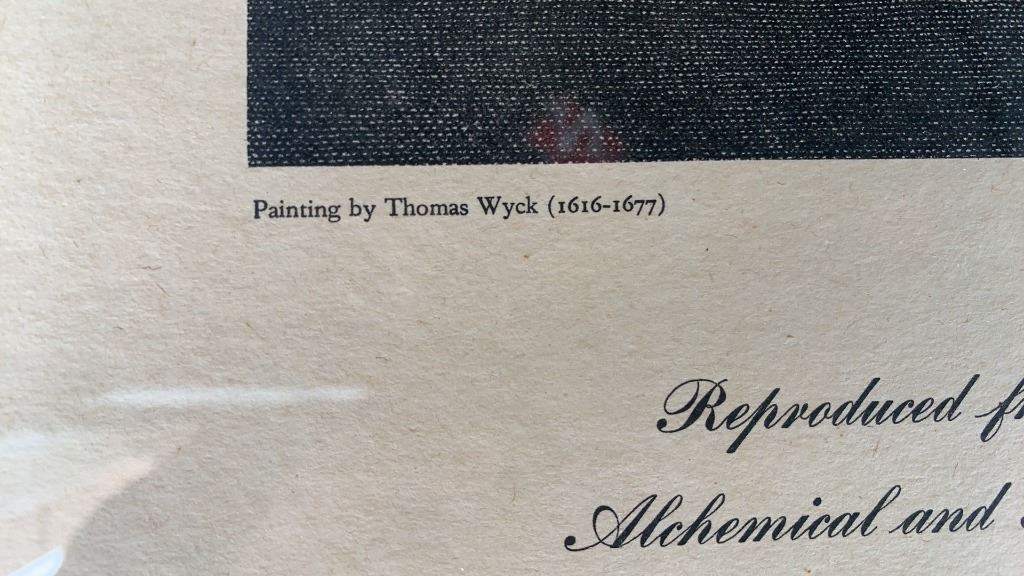 Painting by Thomas Wyck (1616-1677)
Reproduced
Alchemical and